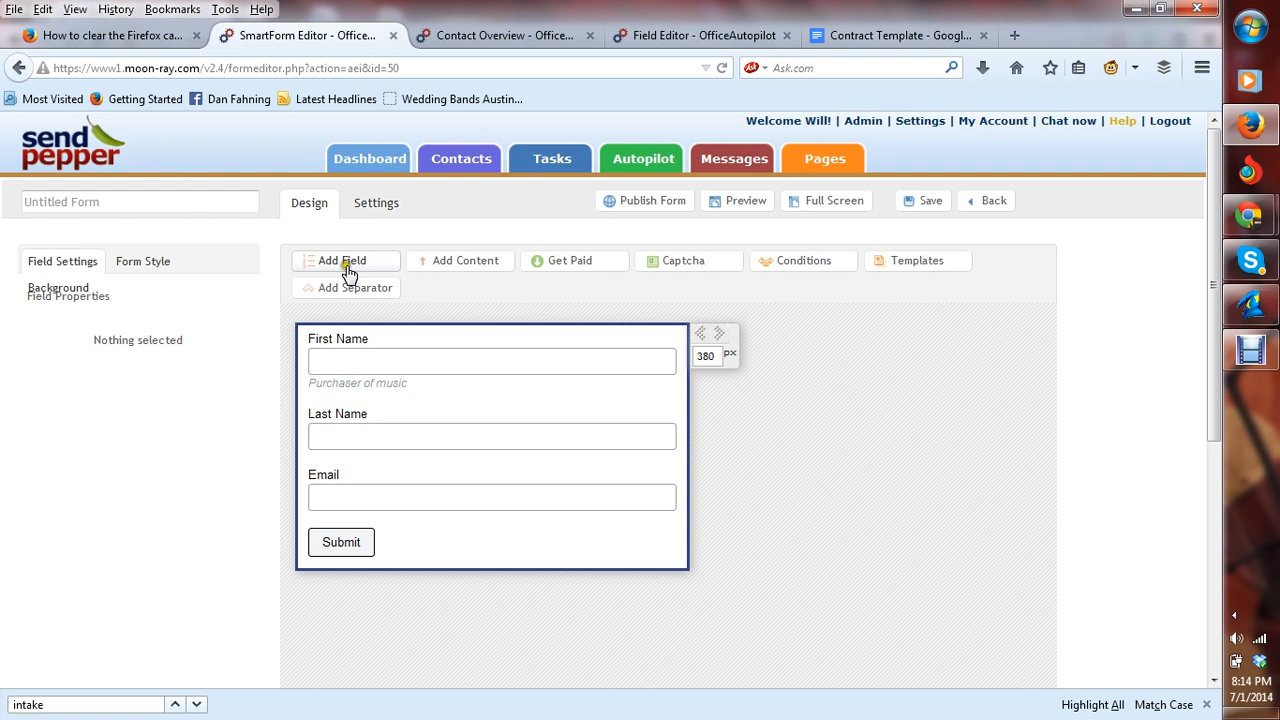 File Edit View History Bookmarks Tools Help
How to clear the Firefox ca... × SmartForm Editor - Office... × Contact Overview - Office... × Field Editor - OfficeAutopilot × Contract Template - Googl... ×
https://www1.moon-ray.com/v2.4/formeditor.php?action=aei&id=50 Ask Ask.com
Most Visited Getting Started Dan Fahning Latest Headlines Wedding Bands Austin...
Welcome Will! | Admin | Settings | My Account | Chat now | Help | Logout
send
pepper
Dashboard Contacts Tasks Autopilot Messages Pages
Untitled Form Design Settings Publish Form Preview Full Screen Save Back
Field Settings Form Style
Background
Field Properties
Nothing selected
Add Field Add Content Get Paid Captcha Conditions Templates
Add Separator
First Name
380 px
Purchaser of music
Last Name
Email
Submit
intake Highlight All Match Case ×
8:14 PM
7/1/2014